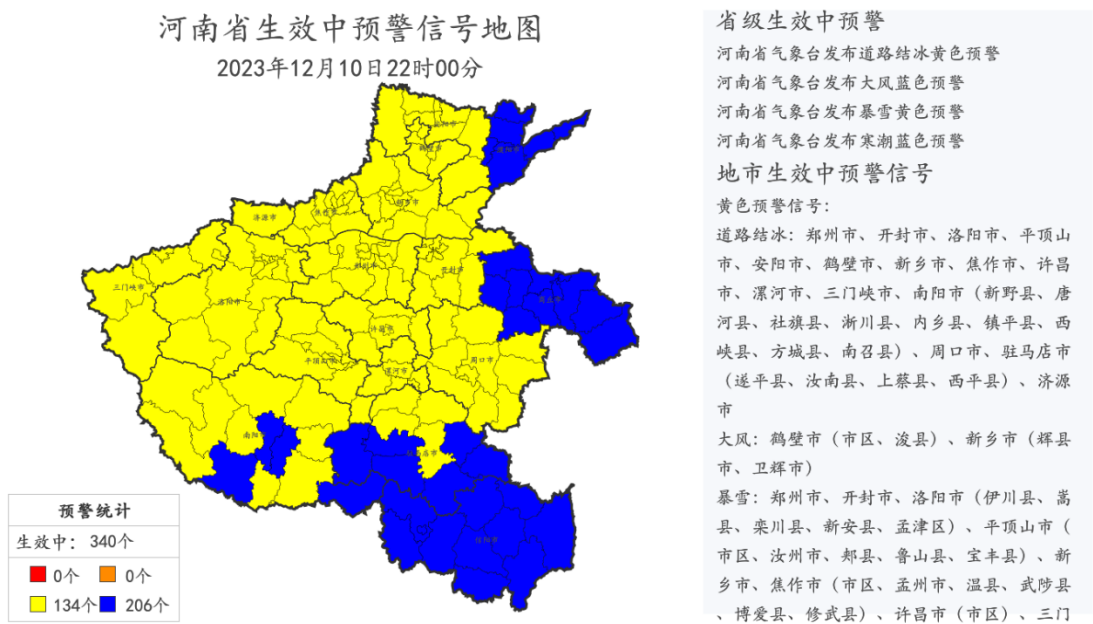 河南省生效中预警信号地图
2023年12月10日22时00分
安阳市
鹤壁市
濮阳市
新乡市
焦作市
济源市
郑州市
开封市
三门峡市
洛阳市
商丘市
许昌市
平顶山市
周口市
漯河市
南阳市
驻马店市
信阳市
预警统计
生效中: 340个
0个 0个
134个 206个
省级生效中预警
河南省气象台发布道路结冰黄色预警
河南省气象台发布大风蓝色预警
河南省气象台发布暴雪黄色预警
河南省气象台发布寒潮蓝色预警
地市生效中预警信号
黄色预警信号:
道路结冰: 郑州市、开封市、洛阳市、平顶山
市、安阳市、鹤壁市、新乡市、焦作市、许昌
市、漯河市、三门峡市、南阳市（新野县、唐
河县、社旗县、淅川县、内乡县、镇平县、西
峡县、方城县、南召县）、周口市、驻马店市
（遂平县、汝南县、上蔡县、西平县）、济源
市
大风: 鹤壁市（市区、浚县）、新乡市（辉县
市、卫辉市）
暴雪: 郑州市、开封市、洛阳市（伊川县、嵩
县、栾川县、新安县、孟津区）、平顶山市（
市区、汝州市、郏县、鲁山县、宝丰县）、新
乡市、焦作市（市区、孟州市、温县、武陟县
、博爱县、修武县）、许昌市（市区）、三门